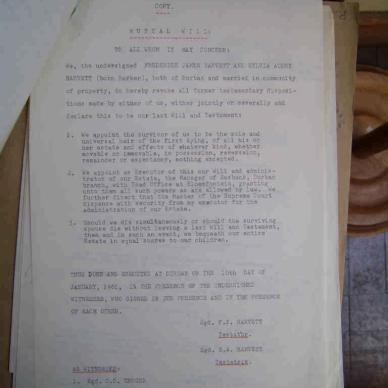 COPY.
MUTUAL WILL
TO ALL WHOM IT MAY CONCERN:
We, the undersigned FREDERICK JAMES HARVETT AND SYLVIA AGNES
HARVETT (born Barker), both of Durban and married in community
of property, do hereby revoke all former testamentary disposi-
tions made by either of us, either jointly or severally and
declare this to be our last Will and Testament:
1. We appoint the survivor of us to be the sole and
universal heir of the first dying, of all his or
her estate and effects of whatever kind, whether
movable or immovable, in possession, reversion,
remainder or expectancy, nothing excepted.
2. We appoint as Executor of this our Will and adminis-
trator of our Estate, the Manager of Durban
branch, with Head Office at Bloemfontein, granting
unto them all such powers as are allowed by law. We
further direct that the Master of the Supreme Court
dispense with security from my executor for the
administration of our Estate.
3. Should we die simultaneously or should the surviving
spouse die without leaving a last Will and Testament,
then and in such an event, we bequeath our entire
Estate in equal shares to our children.
THUS DONE AND EXECUTED AT DURBAN ON THE 10th DAY OF
JANUARY, 1961, IN THE PRESENCE OF THE UNDERSIGNED
WITNESSES, WHO SIGNED IN OUR PRESENCE AND IN THE PRESENCE
OF EACH OTHER.
Sgd. F.J. HARVETT
Testator.
Sgd. S.A. HARVETT
Testatrix.
AS WITNESSES:-
1. Sgd.